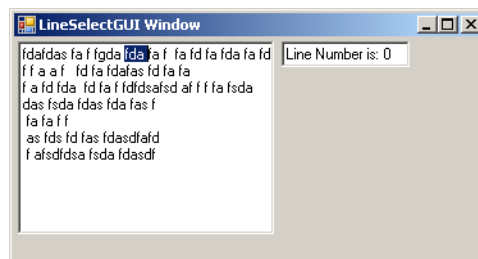 LineSelectGUI Window
fdafdas fa f fgda fda fa f  fa fd fa fda fa fd
f f a a f   fd fa fdafas fd fa fa
f a fd fda  fd fa f fdfdsafsd af f f fa fsda
das fsda fdas fda fas f
fa fa f f
as fds fd fas fdasdfafd
f afsdfdsa fsda fdasdf
Line Number is: 0